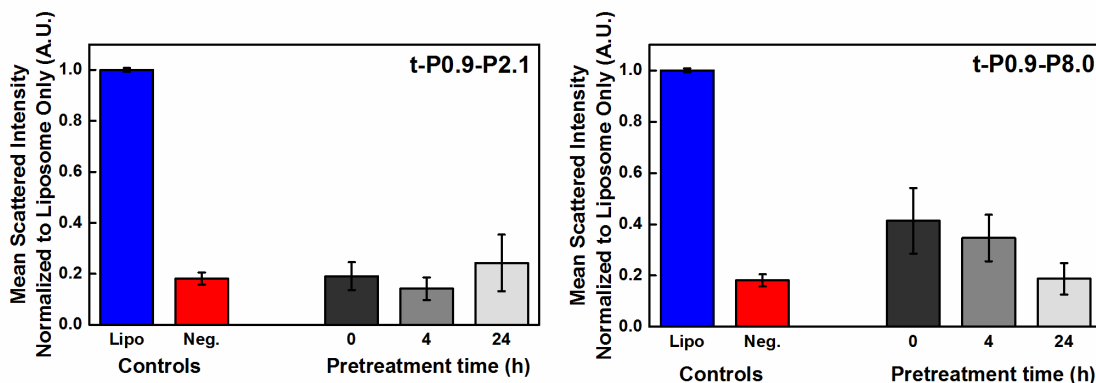 Mean Scattered Intensity
Normalized to Liposome Only (A.U.)
1.0
0.8
0.6
0.4
0.2
0.0
t-P0.9-P2.1
Lipo
Neg.
0
4
24
Controls
Pretreatment time (h)
Mean Scattered Intensity
Normalized to Liposome Only (A.U.)
1.0
0.8
0.6
0.4
0.2
0.0
t-P0.9-P8.0
Lipo
Neg.
0
4
24
Controls
Pretreatment time (h)